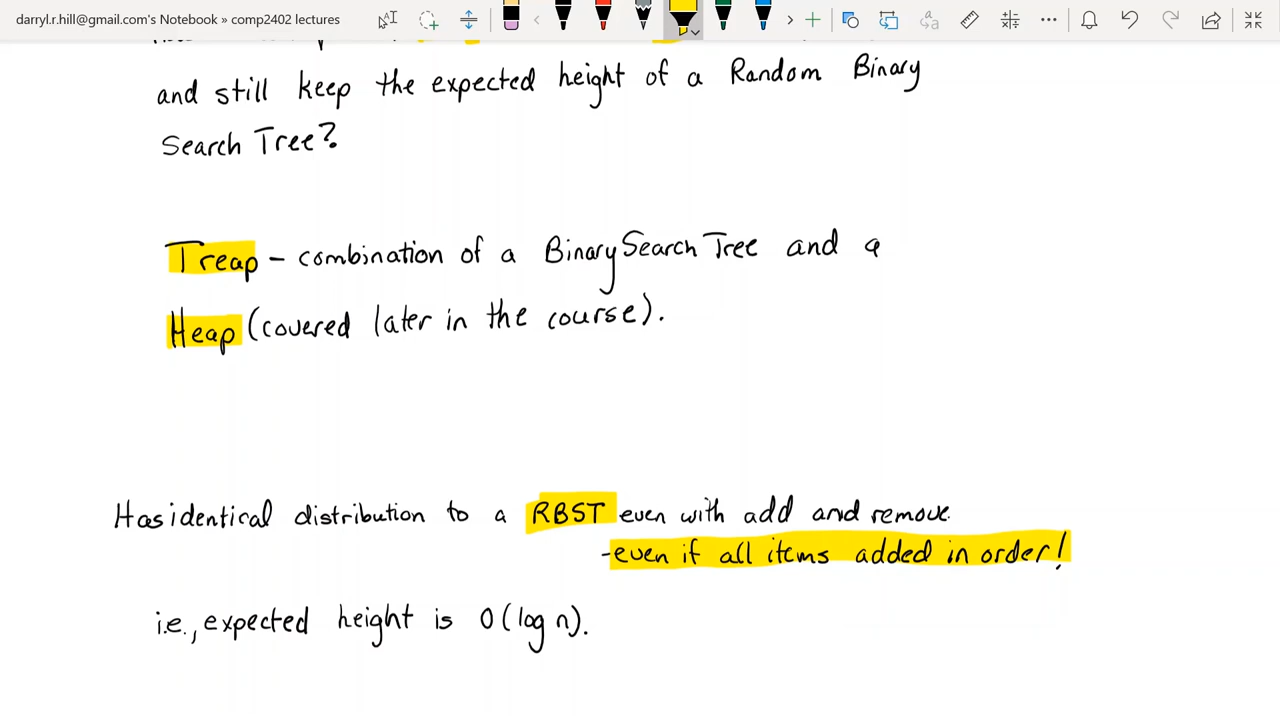 darryl.r.hill@gmail.com's Notebook » comp2402 lectures
and still keep the expected height of a Random Binary
Search Tree?
Treap - combination of a Binary Search Tree and a
Heap (covered later in the course).
Has identical distribution to a RBST even with add and remove.
-even if all items added in order!
i.e., expected height is O(log n).